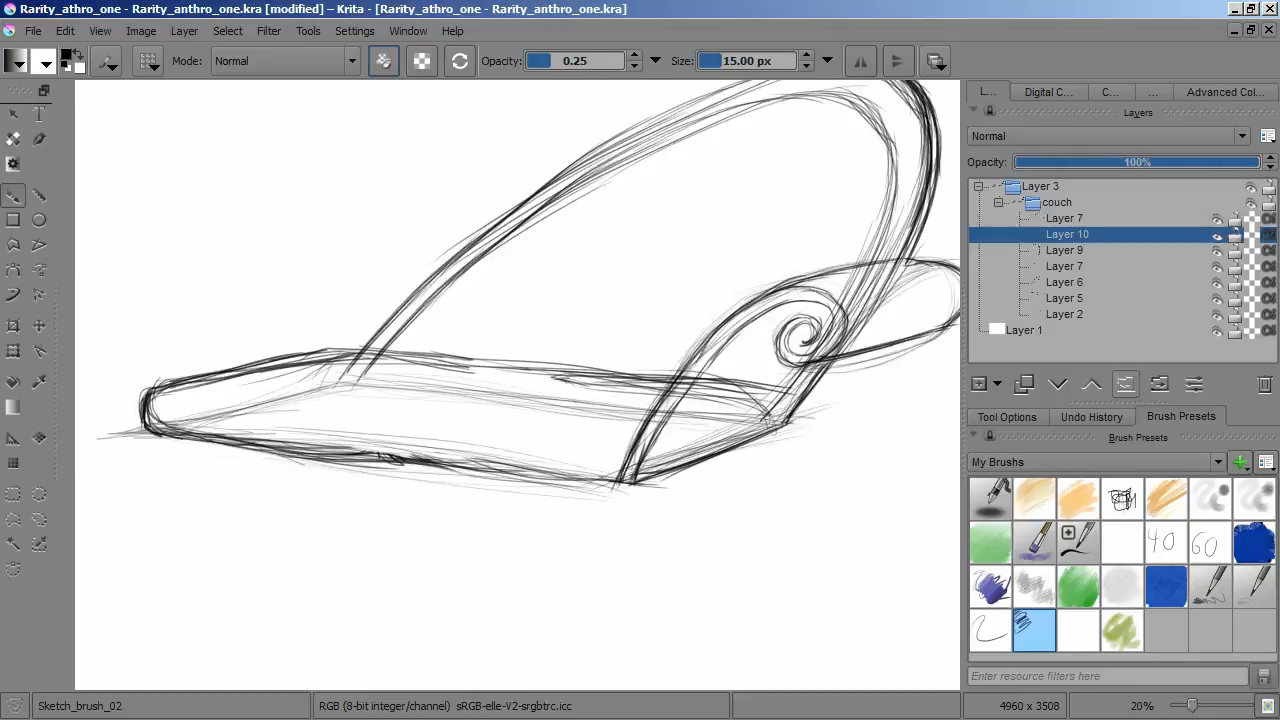 Rarity_athro_one - Rarity_anthro_one.kra [modified] – Krita - [Rarity_athro_one - Rarity_anthro_one.kra]
File Edit View Image Layer Select Filter Tools Settings Window Help
Mode: Normal Opacity: 0.25 Size: 15.00 px
L... Digital C... C... ... Advanced Col...
Layers
Normal
Opacity: 100%
Layer 3
couch
Layer 7
Layer 10
Layer 9
Layer 7
Layer 6
Layer 5
Layer 2
Layer 1
Tool Options Undo History Brush Presets
Brush Presets
My Brushes
40 60
Enter resource filters here
Sketch_brush_02 RGB (8-bit integer/channel) sRGB-elle-V2-srgbtrc.icc 4960 x 3508 20%